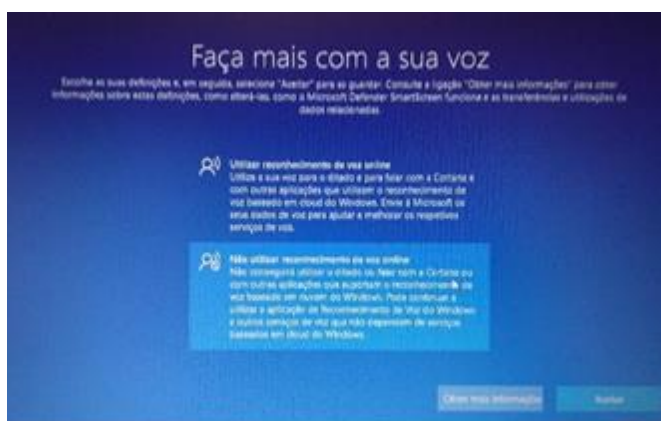 Faça mais com a sua voz
Escolha as suas definições e, em seguida, selecione "Aceitar" para as guardar. Consulte a ligação "Obter mais informações" para obter
informações sobre estas definições, como alterá-las, como o Microsoft Defender SmartScreen funciona e as transferências e utilizações de
dados relacionadas.
Utilizar reconhecimento de voz online
Utilize a sua voz para o ditado e para falar com a Cortana e
com outras aplicações que utilizam o reconhecimento de
voz baseado em cloud do Windows. Envie à Microsoft os
seus dados de voz para ajudar a melhorar os respetivos
serviços de voz.
Não utilizar reconhecimento de voz online
Não conseguirá utilizar o ditado ou falar com a Cortana ou
com outras aplicações que suportam o reconhecimento de
voz baseado em nuvem do Windows. Pode continuar a
utilizar a aplicação de Reconhecimento de Voz do Windows
e outros serviços de voz que não dependem de serviços
baseados em cloud do Windows.
Obter mais informações
Aceitar